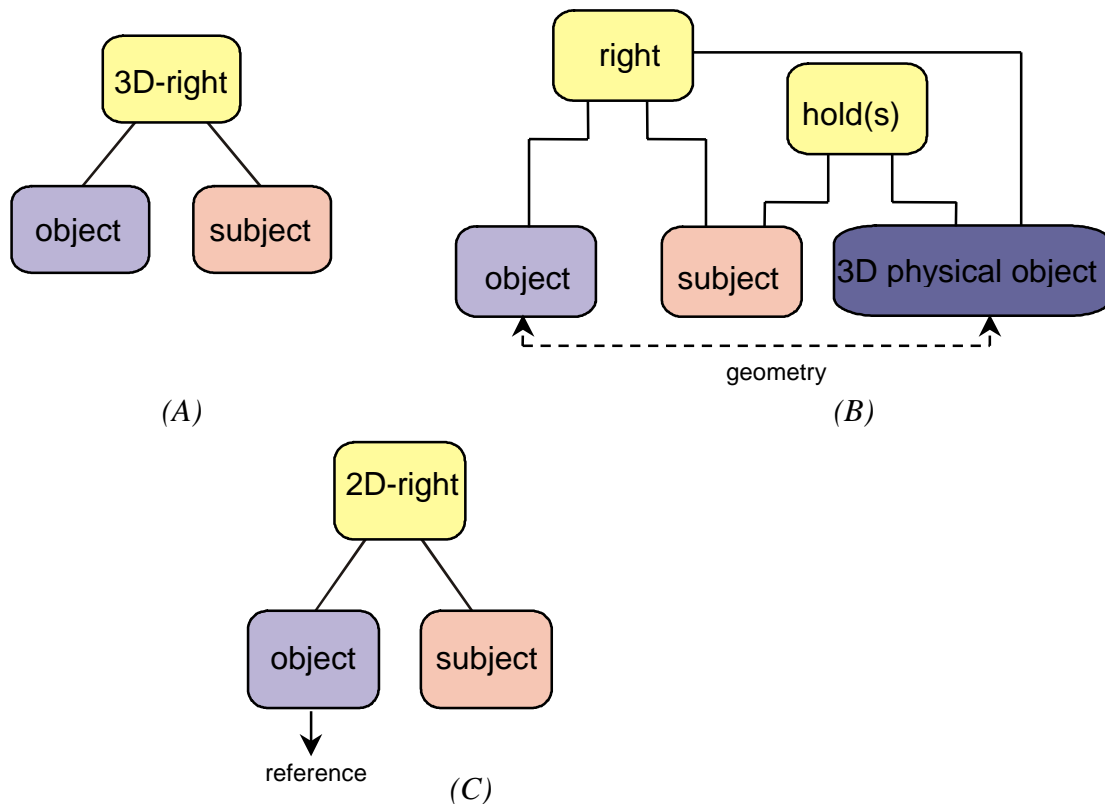 3D-right
object
subject
(A)
right
hold(s)
object
subject
3D physical object
geometry
(B)
2D-right
object
subject
reference
(C)